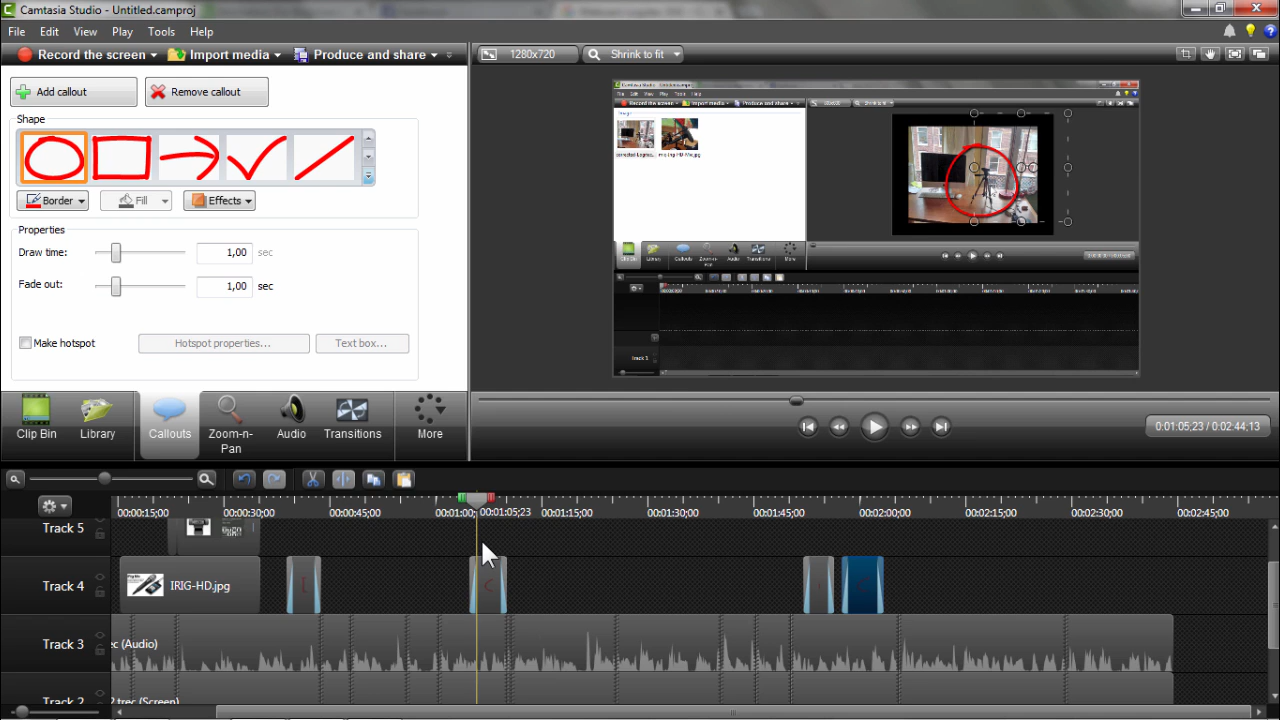 Camtasia Studio - Untitled.camproj
File Edit View Play Tools Help
Record the screen Import media Produce and share
1280x720 Shrink to fit
Add callout Remove callout
Shape
Border Fill Effects
Properties
Draw time: 1,00 sec
Fade out: 1,00 sec
Make hotspot Hotspot properties... Text box...
Clip Bin Library Callouts Zoom-n-Pan Audio Transitions More
0:01:05;23 / 0:02:44;13
00:00:15;00 00:00:30;00 00:00:45;00 00:01:00; 00:01:05;23 00:01:15;00 00:01:30;00 00:01:45;00 00:02:00;00 00:02:15;00 00:02:30;00 00:02:45;00
Track 5
Track 4 IRIG-HD.jpg
Track 3 ec (Audio)
Track 2 2.trec (Screen)